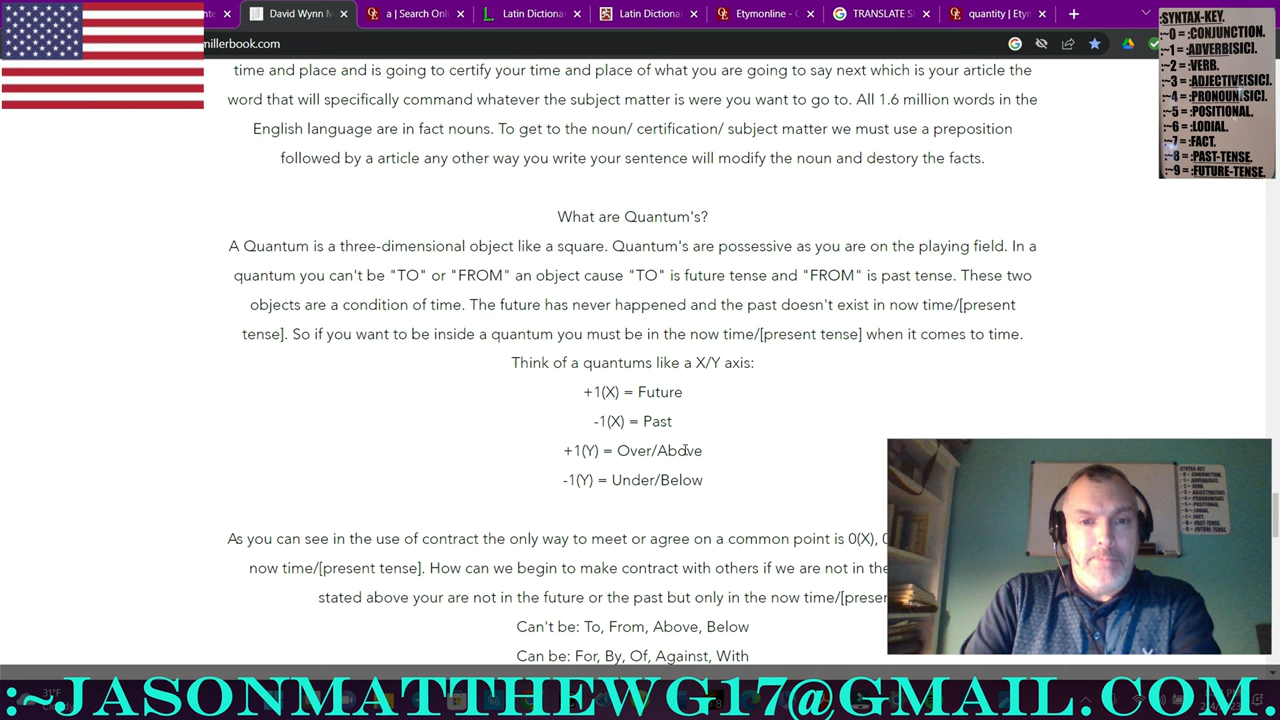 David Wynn M
a | Search Onli
Latin Dictiona
Latin Dictiona
Etymonline -
TRANSLATE
quantity | Ety
millerbook.com
:SYNTAX-KEY.
:~0 = :CONJUNCTION.
:~1 = :ADVERB[SIC].
:~2 = :VERB.
:~3 = :ADJECTIVE[SIC].
:~4 = :PRONOUN[SIC].
:~5 = :POSITIONAL.
:~6 = :LODIAL.
:~7 = :FACT.
:~8 = :PAST-TENSE.
:~9 = :FUTURE-TENSE.
time and place and is going to certify your time and place of what you are going to say next which is your article the
word that will specifically command whatever the subject matter is were you want to go to. All 1.6 million words in the
English language are in fact nouns. To get to the noun/ certification/ subject matter we must use a preposition
followed by a article any other way you write your sentence will modify the noun and destory the facts.
What are Quantum's?
A Quantum is a three-dimensional object like a square. Quantum's are possessive as you are on the playing field. In a
quantum you can't be "TO" or "FROM" an object cause "TO" is future tense and "FROM" is past tense. These two
objects are a condition of time. The future has never happened and the past doesn't exist in now time/[present
tense]. So if you want to be inside a quantum you must be in the now time/[present tense] when it comes to time.
Think of a quantums like a X/Y axis:
+1(X) = Future
-1(X) = Past
+1(Y) = Over/Above
-1(Y) = Under/Below
As you can see in the use of contract the only way to meet or agree on a common point is 0(X), 0
now time/[present tense]. How can we begin to make contract with others if we are not in the
stated above your are not in the future or the past but only in the now time/[presen
Can't be: To, From, Above, Below
Can be: For, By, Of, Against, With
:~JASONMATTHEWG17@GMAIL.COM.